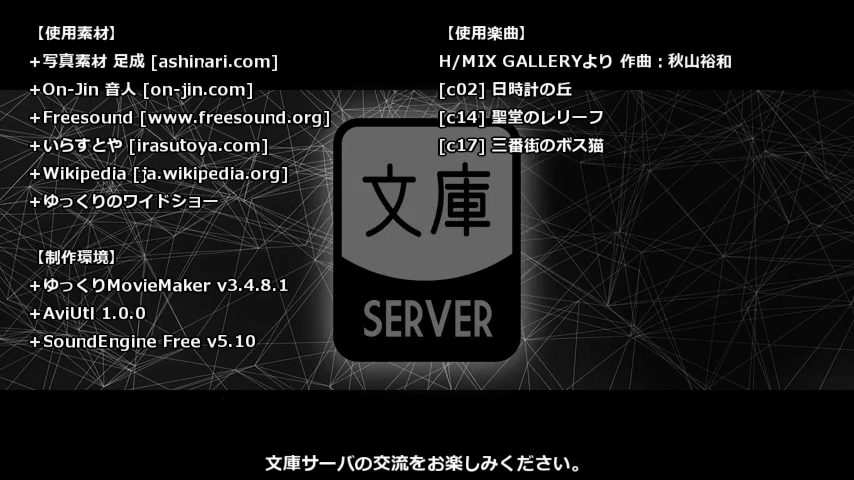 【使用素材】
+写真素材 足成 [ashinari.com]
+On-Jin 音人 [on-jin.com]
+Freesound [www.freesound.org]
+いらすとや [irasutoya.com]
+Wikipedia [ja.wikipedia.org]
+ゆっくりのワイドショー
【制作環境】
+ゆっくりMovieMaker v3.4.8.1
+AviUtl 1.0.0
+SoundEngine Free v5.10
【使用楽曲】
H/MIX GALLERYより 作曲：秋山裕和
[c02] 日時計の丘
[c14] 聖堂のレリーフ
[c17] 三番街のボス猫
文庫
SERVER
文庫サーバの交流をお楽しみください。